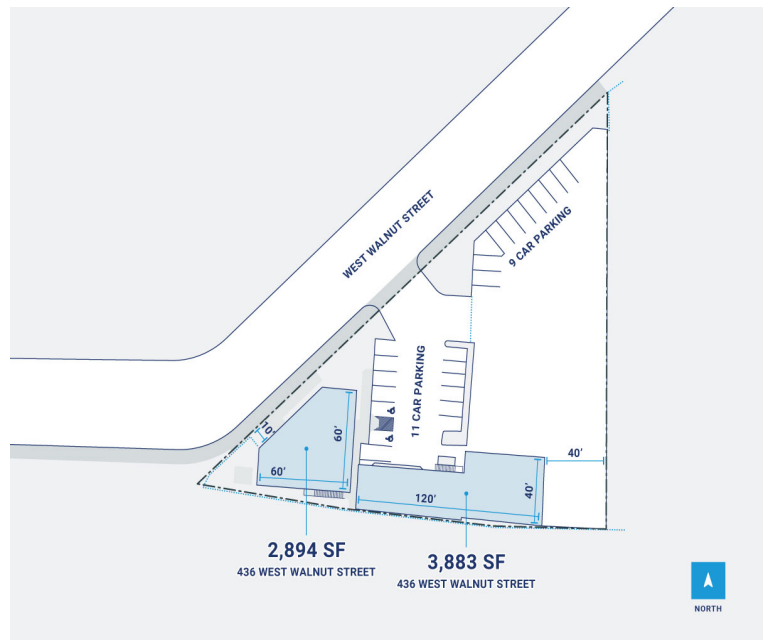 WEST WALNUT STREET
9 CAR PARKING
11 CAR PARKING
10'
60'
60'
120'
40'
40'
2,894 SF
436 WEST WALNUT STREET
3,883 SF
436 WEST WALNUT STREET
NORTH